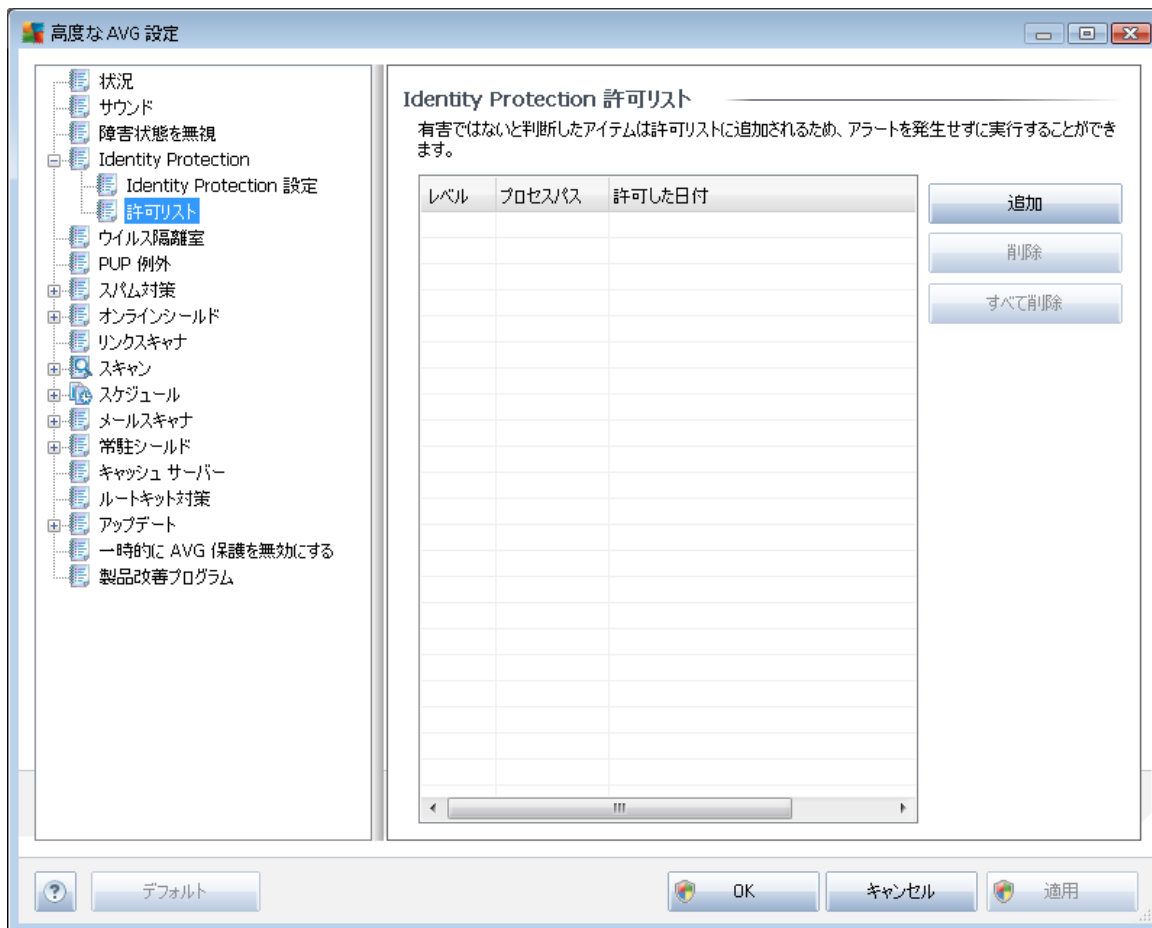 高度な AVG 設定
状況
サウンド
障害状態を無視
Identity Protection
Identity Protection 設定
許可リスト
ウイルス隔離室
PUP 例外
スパム対策
オンラインシールド
リンクスキャナ
スキャン
スケジュール
メールスキャナ
常駐シールド
キャッシュ サーバー
ルートキット対策
アップデート
一時的に AVG 保護を無効にする
製品改善プログラム
Identity Protection 許可リスト
有害ではないと判断したアイテムは許可リストに追加されるため、アラートを発生せずに実行することができ
ます。
レベル プロセスパス 許可した日付
追加
削除
すべて削除
? デフォルト OK キャンセル 適用